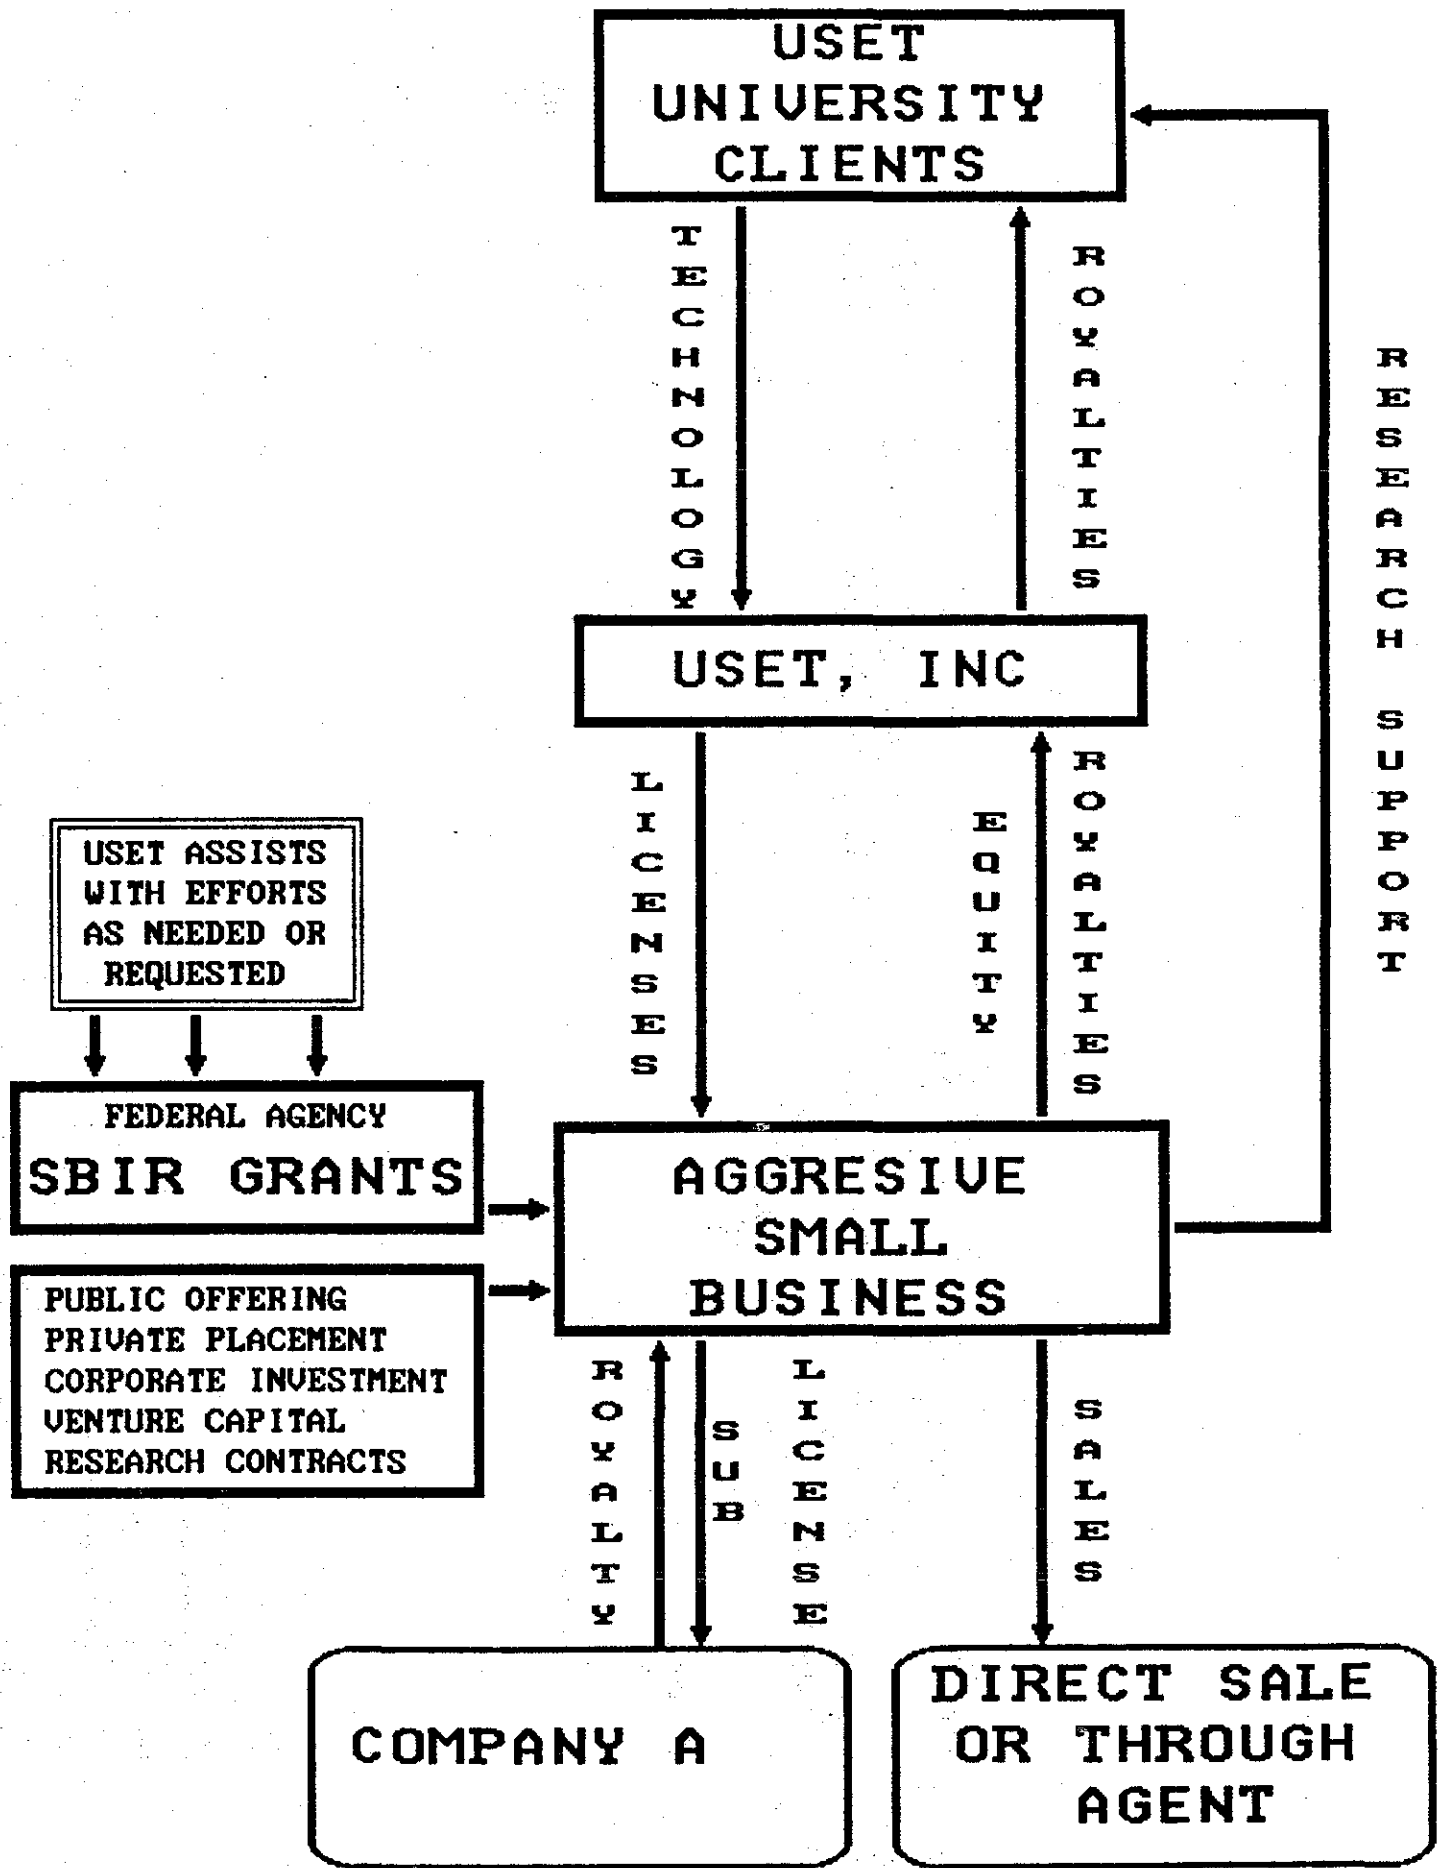 USET
UNIVERSITY
CLIENTS
TECHNOLOGY
ROYALTIES
RESEARCH SUPPORT
USET, INC
LICENSES
EQUITY
ROYALTIES
USET ASSISTS
WITH EFFORTS
AS NEEDED OR
REQUESTED
FEDERAL AGENCY
SBIR GRANTS
AGGRESIVE
SMALL
BUSINESS
PUBLIC OFFERING
PRIVATE PLACEMENT
CORPORATE INVESTMENT
VENTURE CAPITAL
RESEARCH CONTRACTS
ROYALTY
SUB
LICENSE
SALES
COMPANY A
DIRECT SALE
OR THROUGH
AGENT